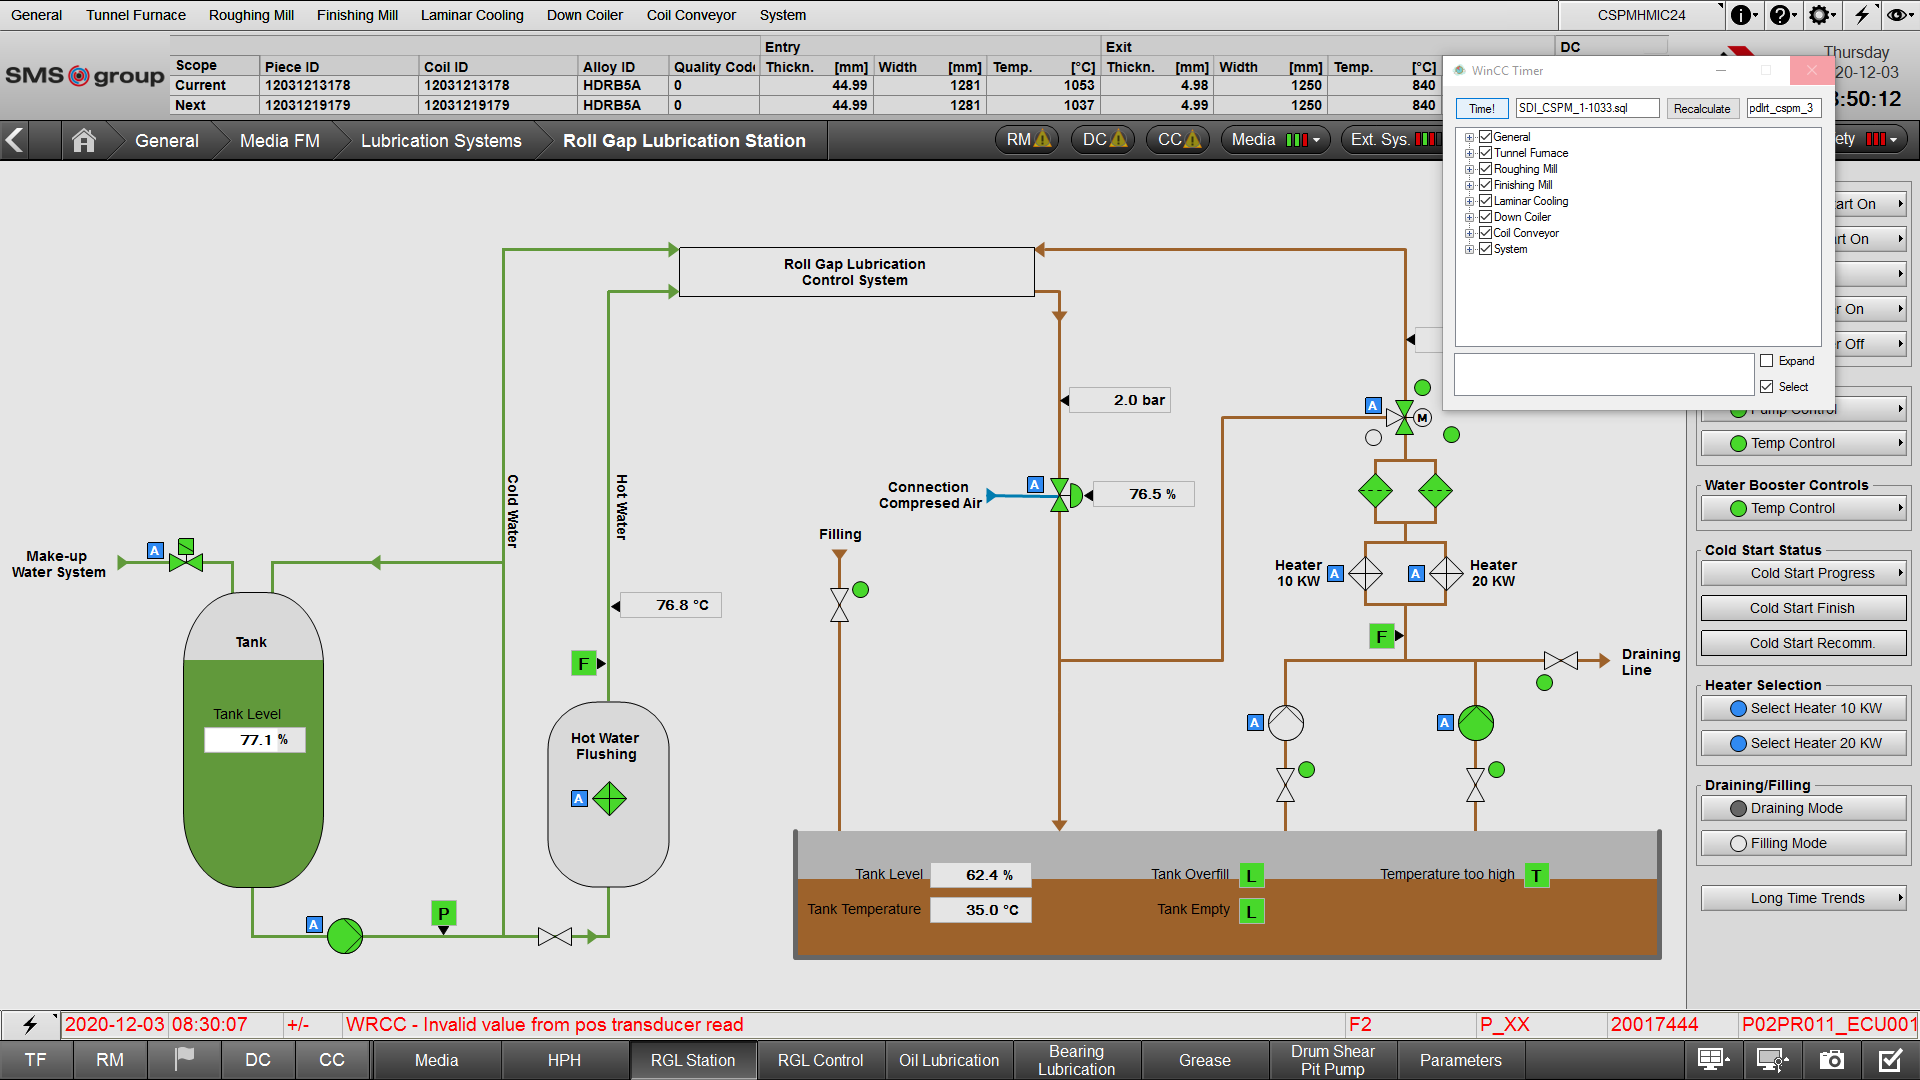 General Tunnel Furnace Roughing Mill Finishing Mill Laminar Cooling Down Coiler Coil Conveyor System CSPMHMIC24
SMS group
Entry Exit DC
Scope Piece ID Coil ID Alloy ID Quality Code Thickn. [mm] Width [mm] Temp. [°C] Thickn. [mm] Width [mm] Temp. [°C]
Current 12031213178 12031213178 HDRB5A 0 44.99 1281 1053 4.98 1250 840
Next 12031219179 12031219179 HDRB5A 0 44.99 1281 1037 4.99 1250 840
Thursday
20-12-03
3:50:12
General Media FM Lubrication Systems Roll Gap Lubrication Station RM DC CC Media Ext. Sys. ety
WinCC Timer
Time! SDI_CSPM_1-1033.sql Recalculate pdlrt_cspm_3
General
Tunnel Furnace
Roughing Mill
Finishing Mill
Laminar Cooling
Down Coiler
Coil Conveyor
System
Expand
Select
art On
rt On
r On
r Off
Pump Control
Temp Control
Water Booster Controls
Temp Control
Cold Start Status
Cold Start Progress
Cold Start Finish
Cold Start Recomm.
Heater Selection
Select Heater 10 KW
Select Heater 20 KW
Draining/Filling
Draining Mode
Filling Mode
Long Time Trends
Roll Gap Lubrication
Control System
2.0 bar
A
M
Cold Water
Hot Water
Connection
Compresed Air
A
76.5 %
Filling
Make-up
Water System
A
Heater
10 KW
A
A
Heater
20 KW
76.8 °C
F
F
Draining
Line
Tank
Tank Level
77.1 %
Hot Water
Flushing
A
A
A
A
P
Tank Level 62.4 %
Tank Temperature 35.0 °C
Tank Overfill L
Tank Empty L
Temperature too high T
2020-12-03 08:30:07 +/- WRCC - Invalid value from pos transducer read F2 P_XX 20017444 P02PR011_ECU001
TF RM DC CC Media HPH RGL Station RGL Control Oil Lubrication Bearing Lubrication Grease Drum Shear Pit Pump Parameters